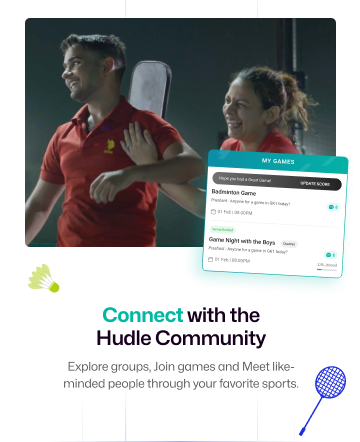 MY GAMES
Hope you had a Great Game!
UPDATE SCORE
Badminton Game
Prashant · Anyone for a game in GK1 today?
01 Feb | 08:00PM
Game Night with the Boys
Prashant · Anyone for a game in GK1 today?
01 Feb | 08:00PM
Connect with the
Hudle Community
Explore groups, Join games and Meet like-
minded people through your favorite sports.